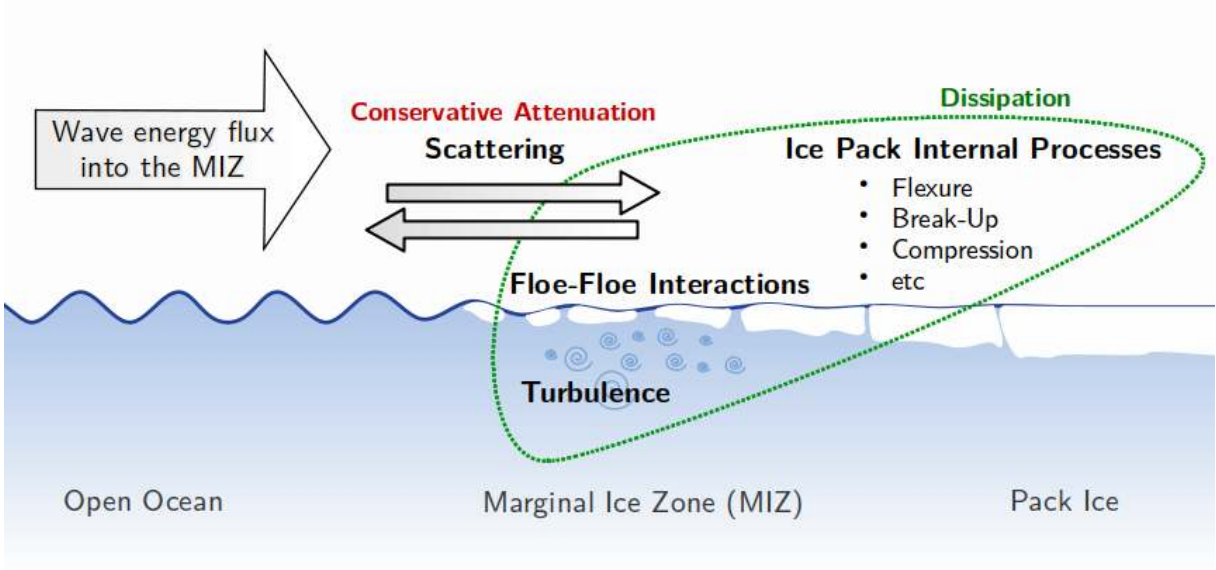 Wave energy flux
into the MIZ
Conservative Attenuation
Scattering
Dissipation
Ice Pack Internal Processes
• Flexure
• Break-Up
• Compression
• etc
Floe-Floe Interactions
Turbulence
Open Ocean
Marginal Ice Zone (MIZ)
Pack Ice